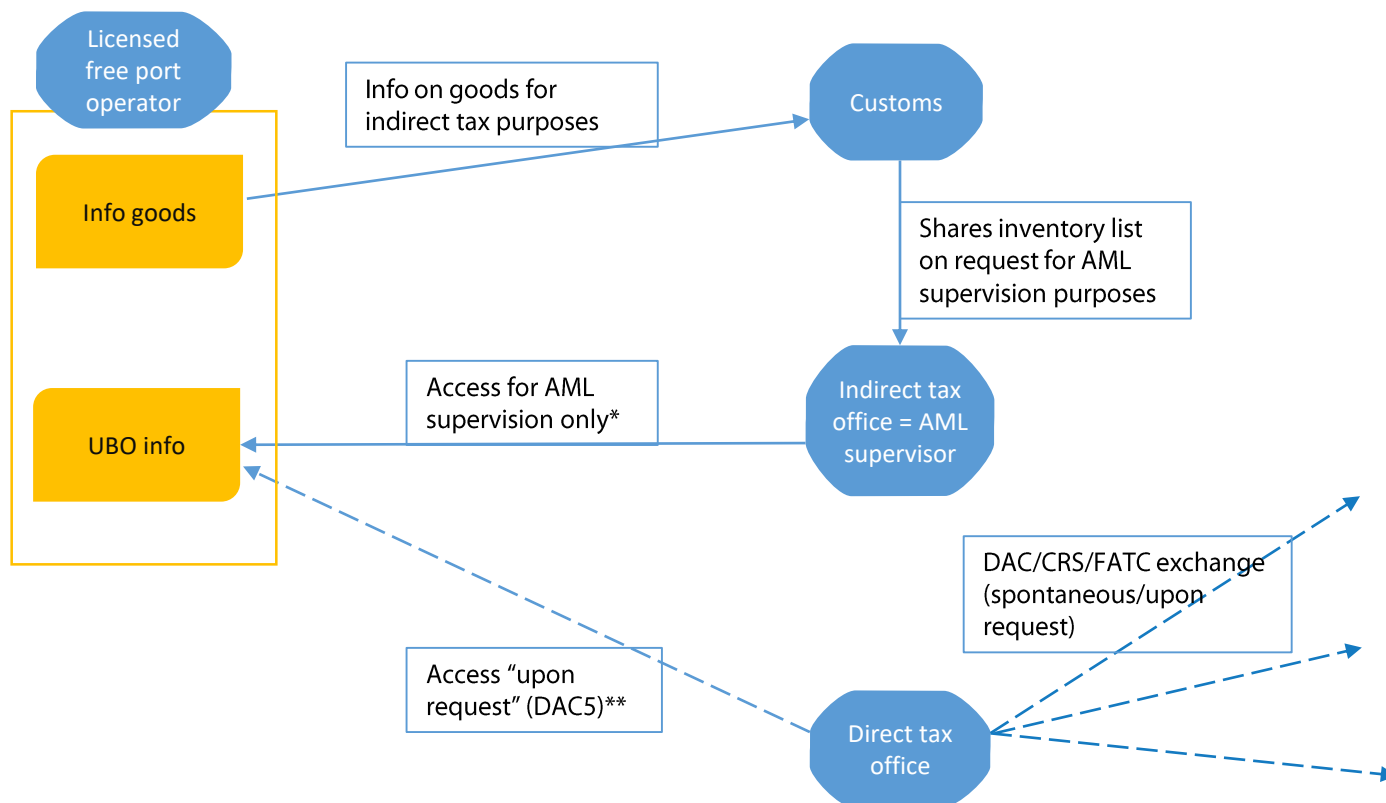 Licensed
free port
operator
Info on goods for
indirect tax purposes
Customs
Info goods
Shares inventory list
on request for AML
supervision purposes
Access for AML
supervision only*
Indirect tax
office = AML
supervisor
UBO info
DAC/CRS/FATC exchange
(spontaneous/upon
request)
Access “upon
request” (DAC5)**
Direct tax
office